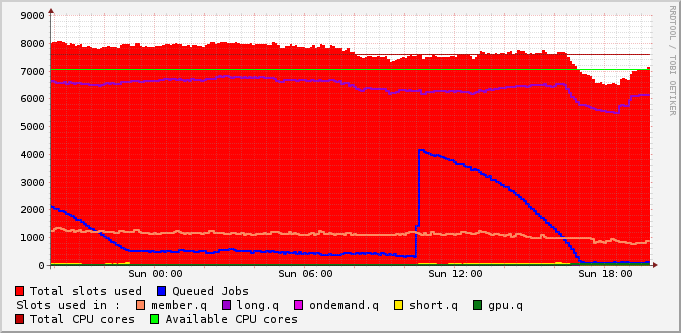 9000
8000
7000
6000
5000
4000
3000
2000
1000
0
Sun 00:00 Sun 06:00 Sun 12:00 Sun 18:00
RRDTOOL / TOBI OETIKER
Total slots used Queued Jobs
Slots used in : member.q long.q ondemand.q short.q gpu.q
Total CPU cores Available CPU cores